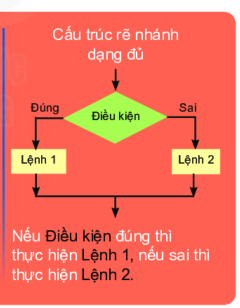 Cấu trúc rẽ nhánh
dạng đủ
Đúng
Điều kiện
Sai
Lệnh 1
Lệnh 2
Nếu Điều kiện đúng thì
thực hiện Lệnh 1, nếu sai thì
thực hiện Lệnh 2.